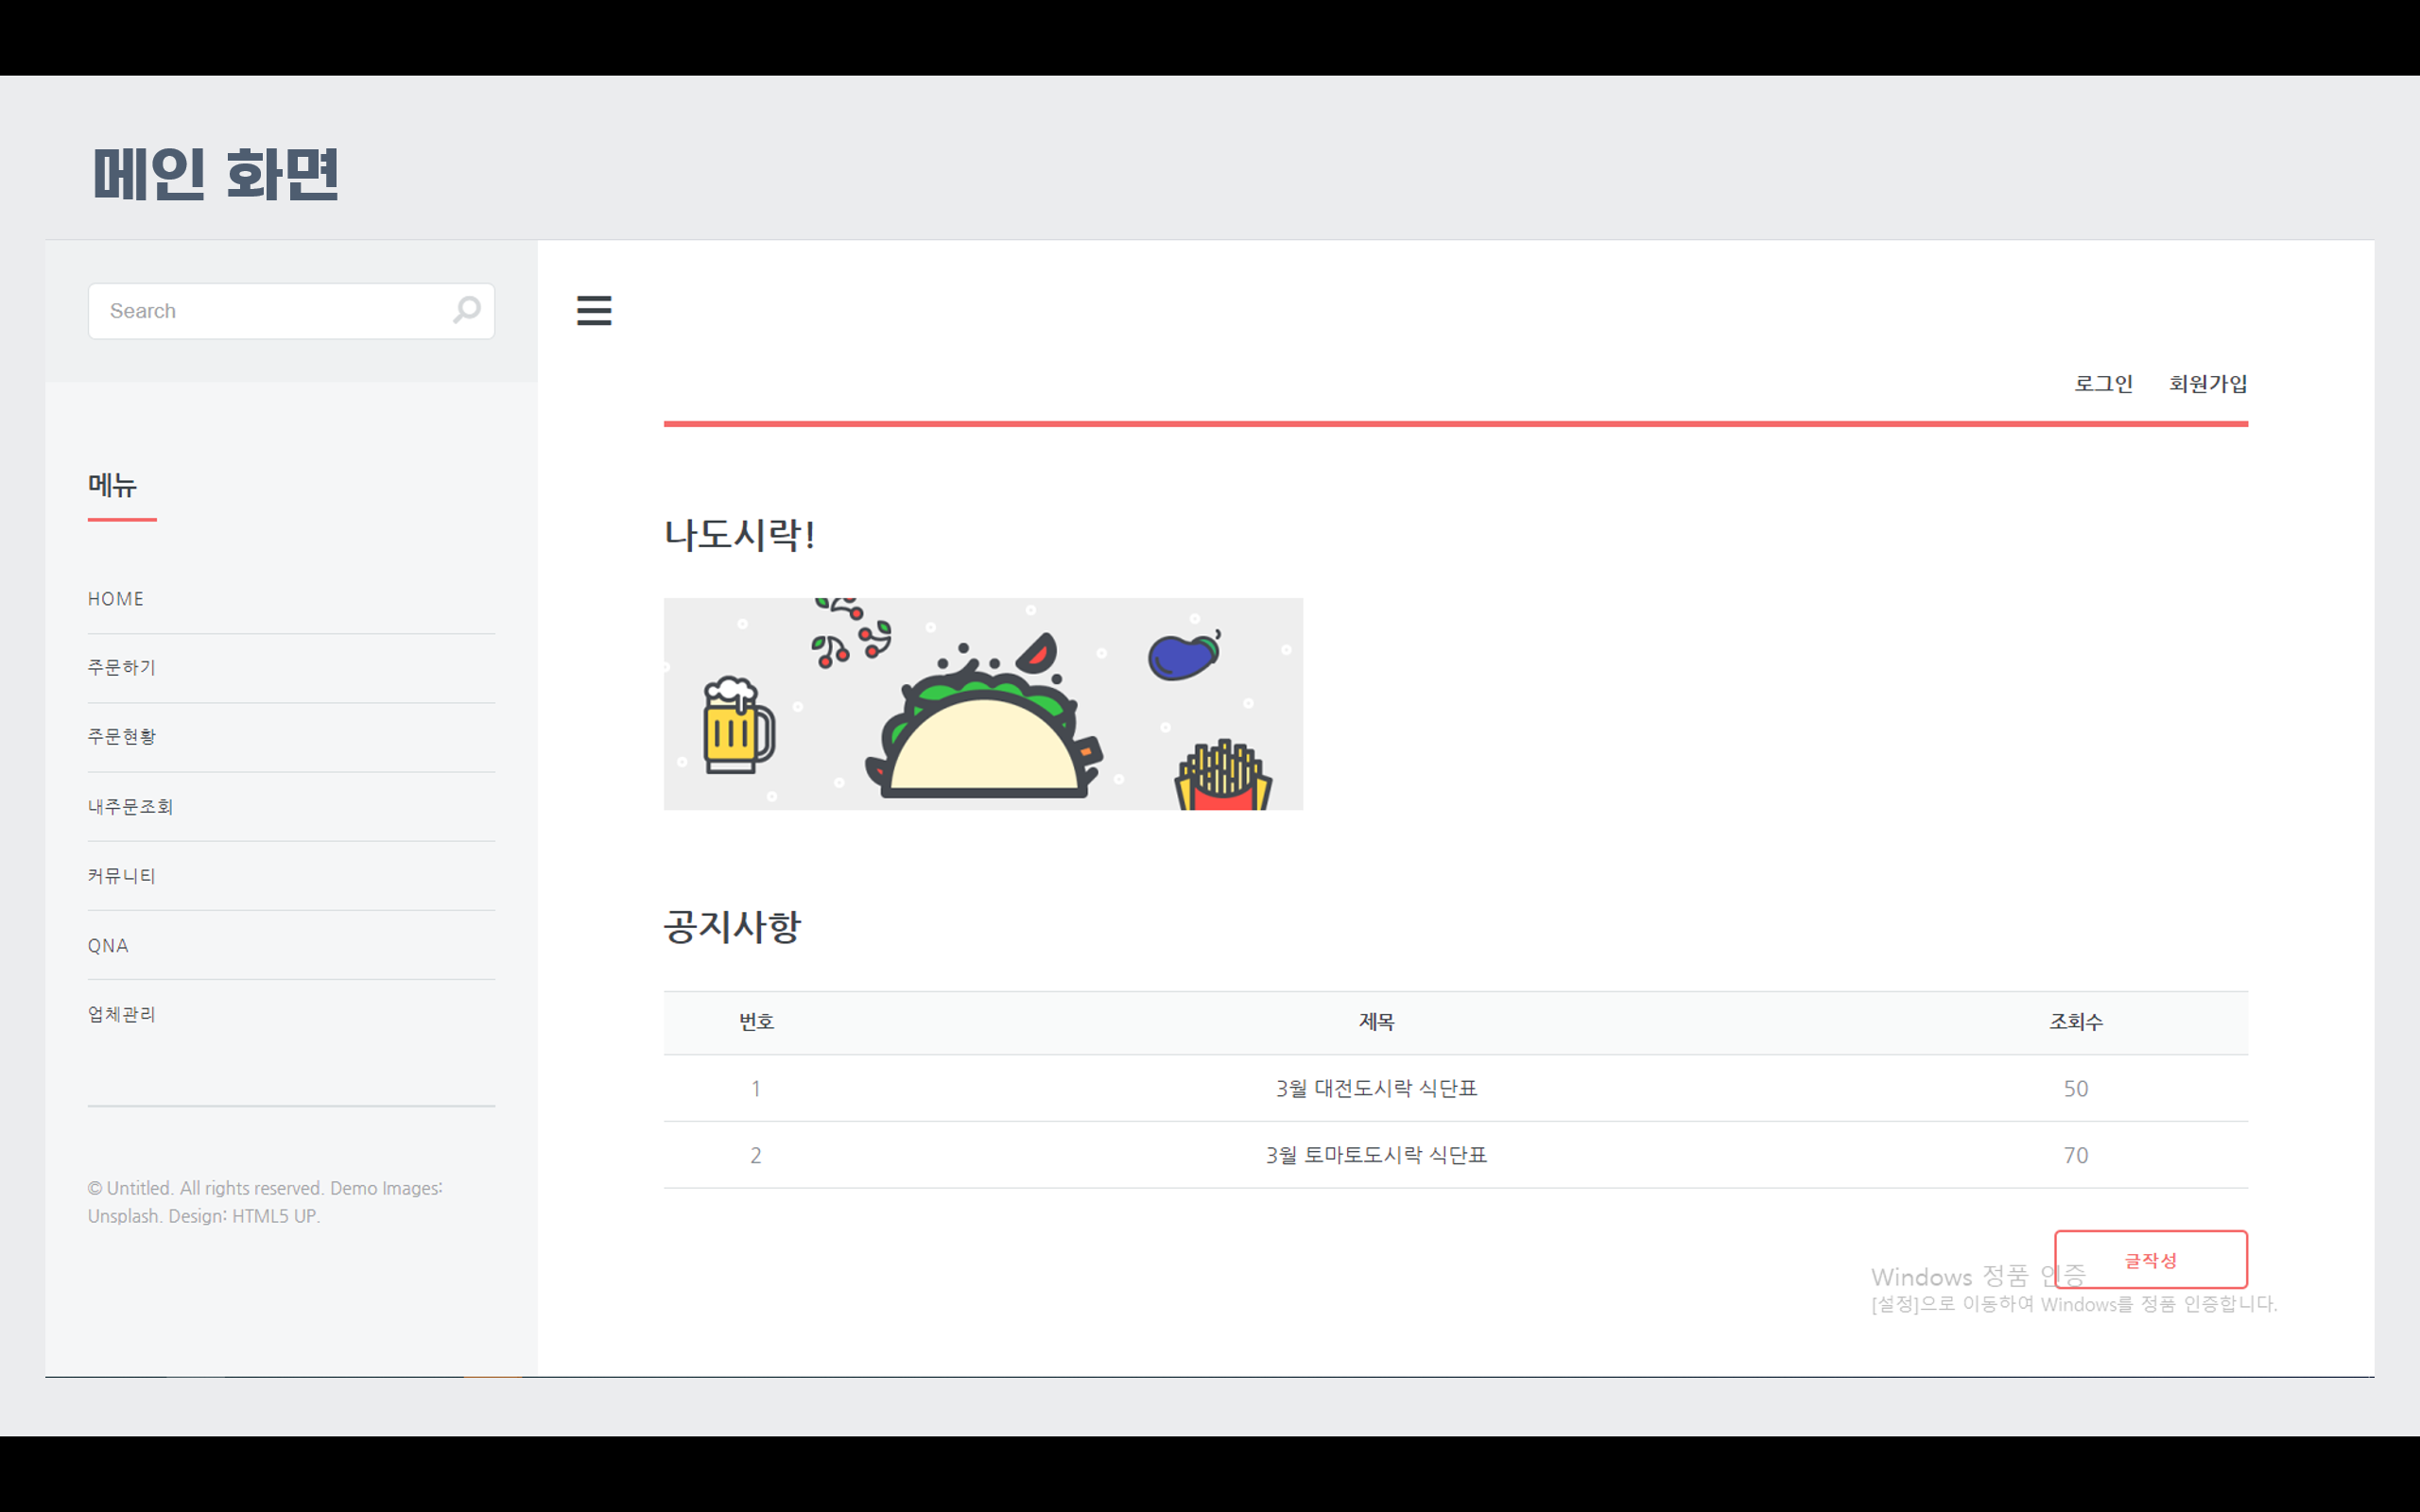 메인 화면
Search
로그인 회원가입
메뉴
HOME
주문하기
주문현황
내주문조회
커뮤니티
QNA
업체관리
© Untitled. All rights reserved. Demo Images:
Unsplash. Design: HTML5 UP.
나도시락!
공지사항
번호 제목 조회수
1 3월 대전도시락 식단표 50
2 3월 토마토도시락 식단표 70
글작성
Windows 정품 인증
[설정]으로 이동하여 Windows를 정품 인증합니다.